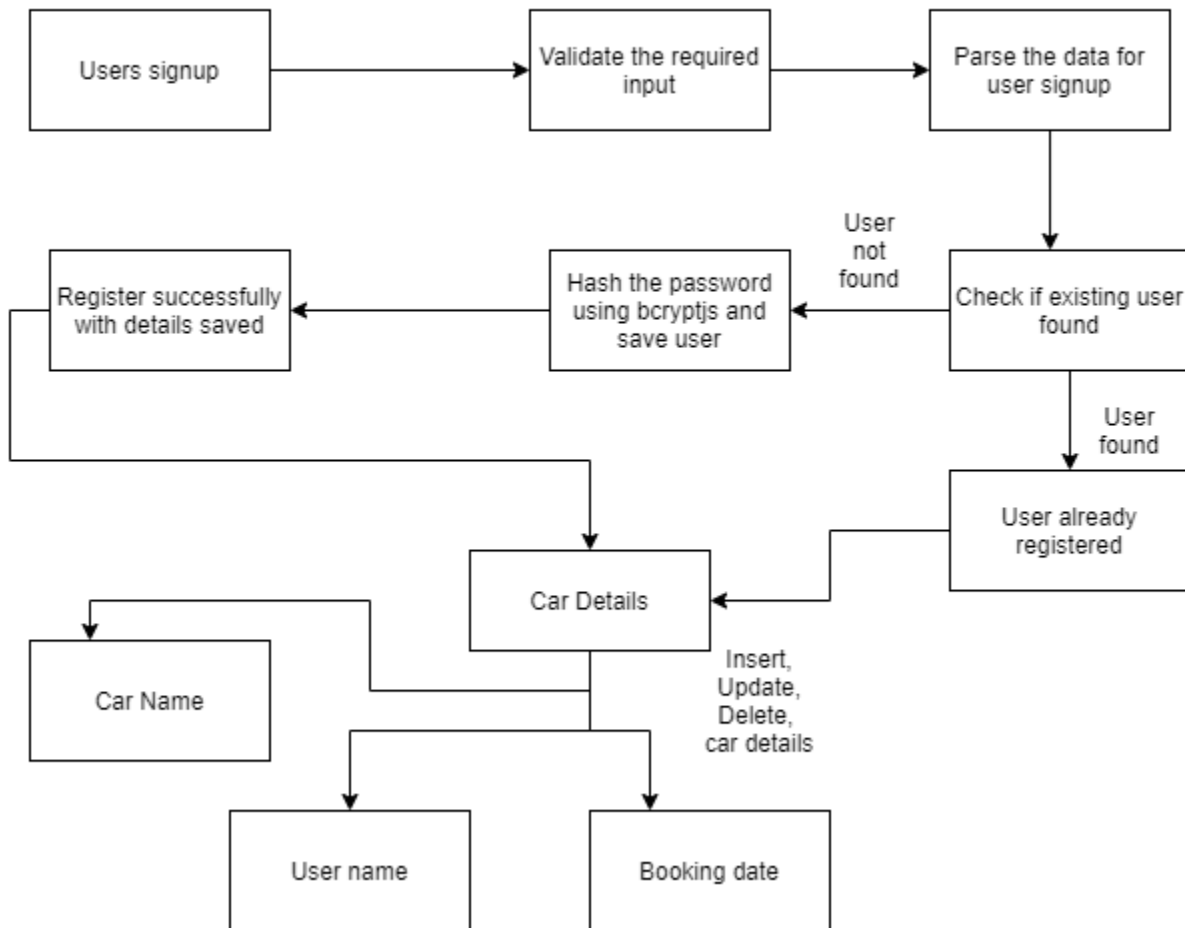 Users signup
Validate the required
input
Parse the data for
user signup
User
not
found
Register successfully
with details saved
Hash the password
using bcryptjs and
save user
Check if existing user
found
User
found
User already
registered
Car Details
Insert,
Update,
Delete,
car details
Car Name
User name
Booking date